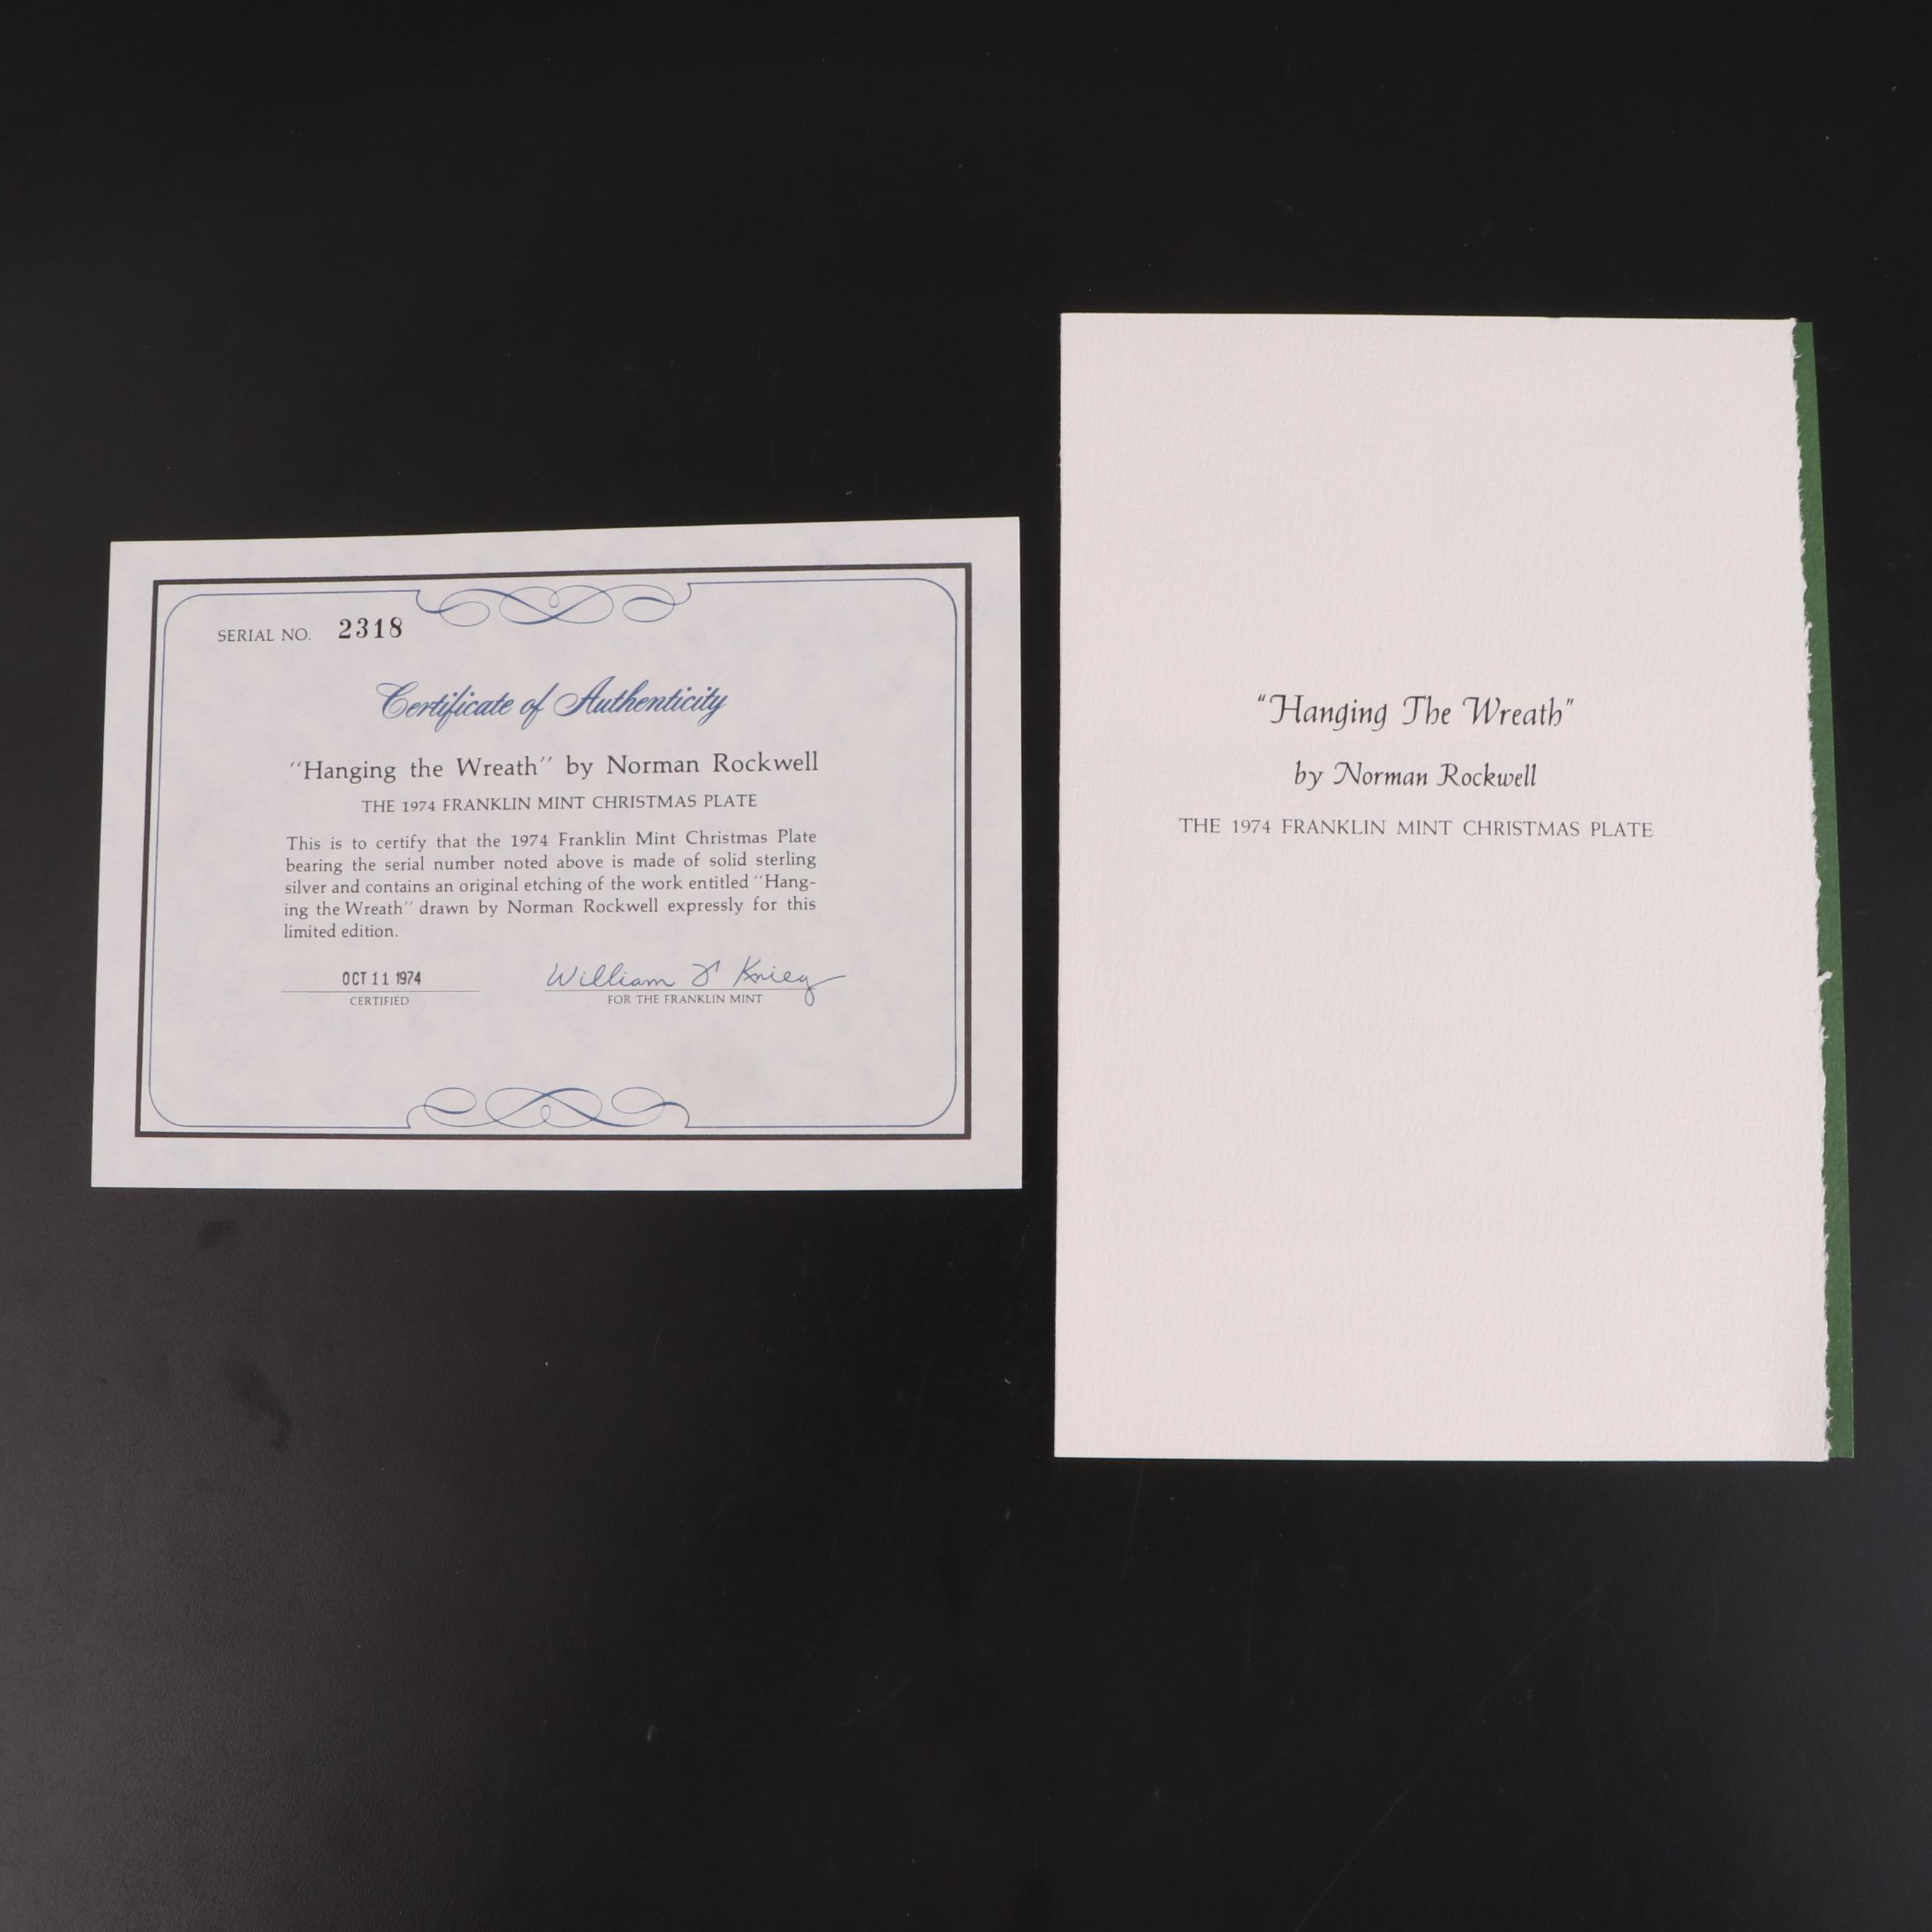 SERIAL NO. 2318
Certificate of Authenticity
"Hanging the Wreath" by Norman Rockwell
THE 1974 FRANKLIN MINT CHRISTMAS PLATE
This is to certify that the 1974 Franklin Mint Christmas Plate
bearing the serial number noted above is made of solid sterling
silver and contains an original etching of the work entitled "Hang-
ing the Wreath" drawn by Norman Rockwell expressly for this
limited edition.
OCT 11 1974
CERTIFIED
William F Krieg
FOR THE FRANKLIN MINT
"Hanging The Wreath"
by Norman Rockwell
THE 1974 FRANKLIN MINT CHRISTMAS PLATE